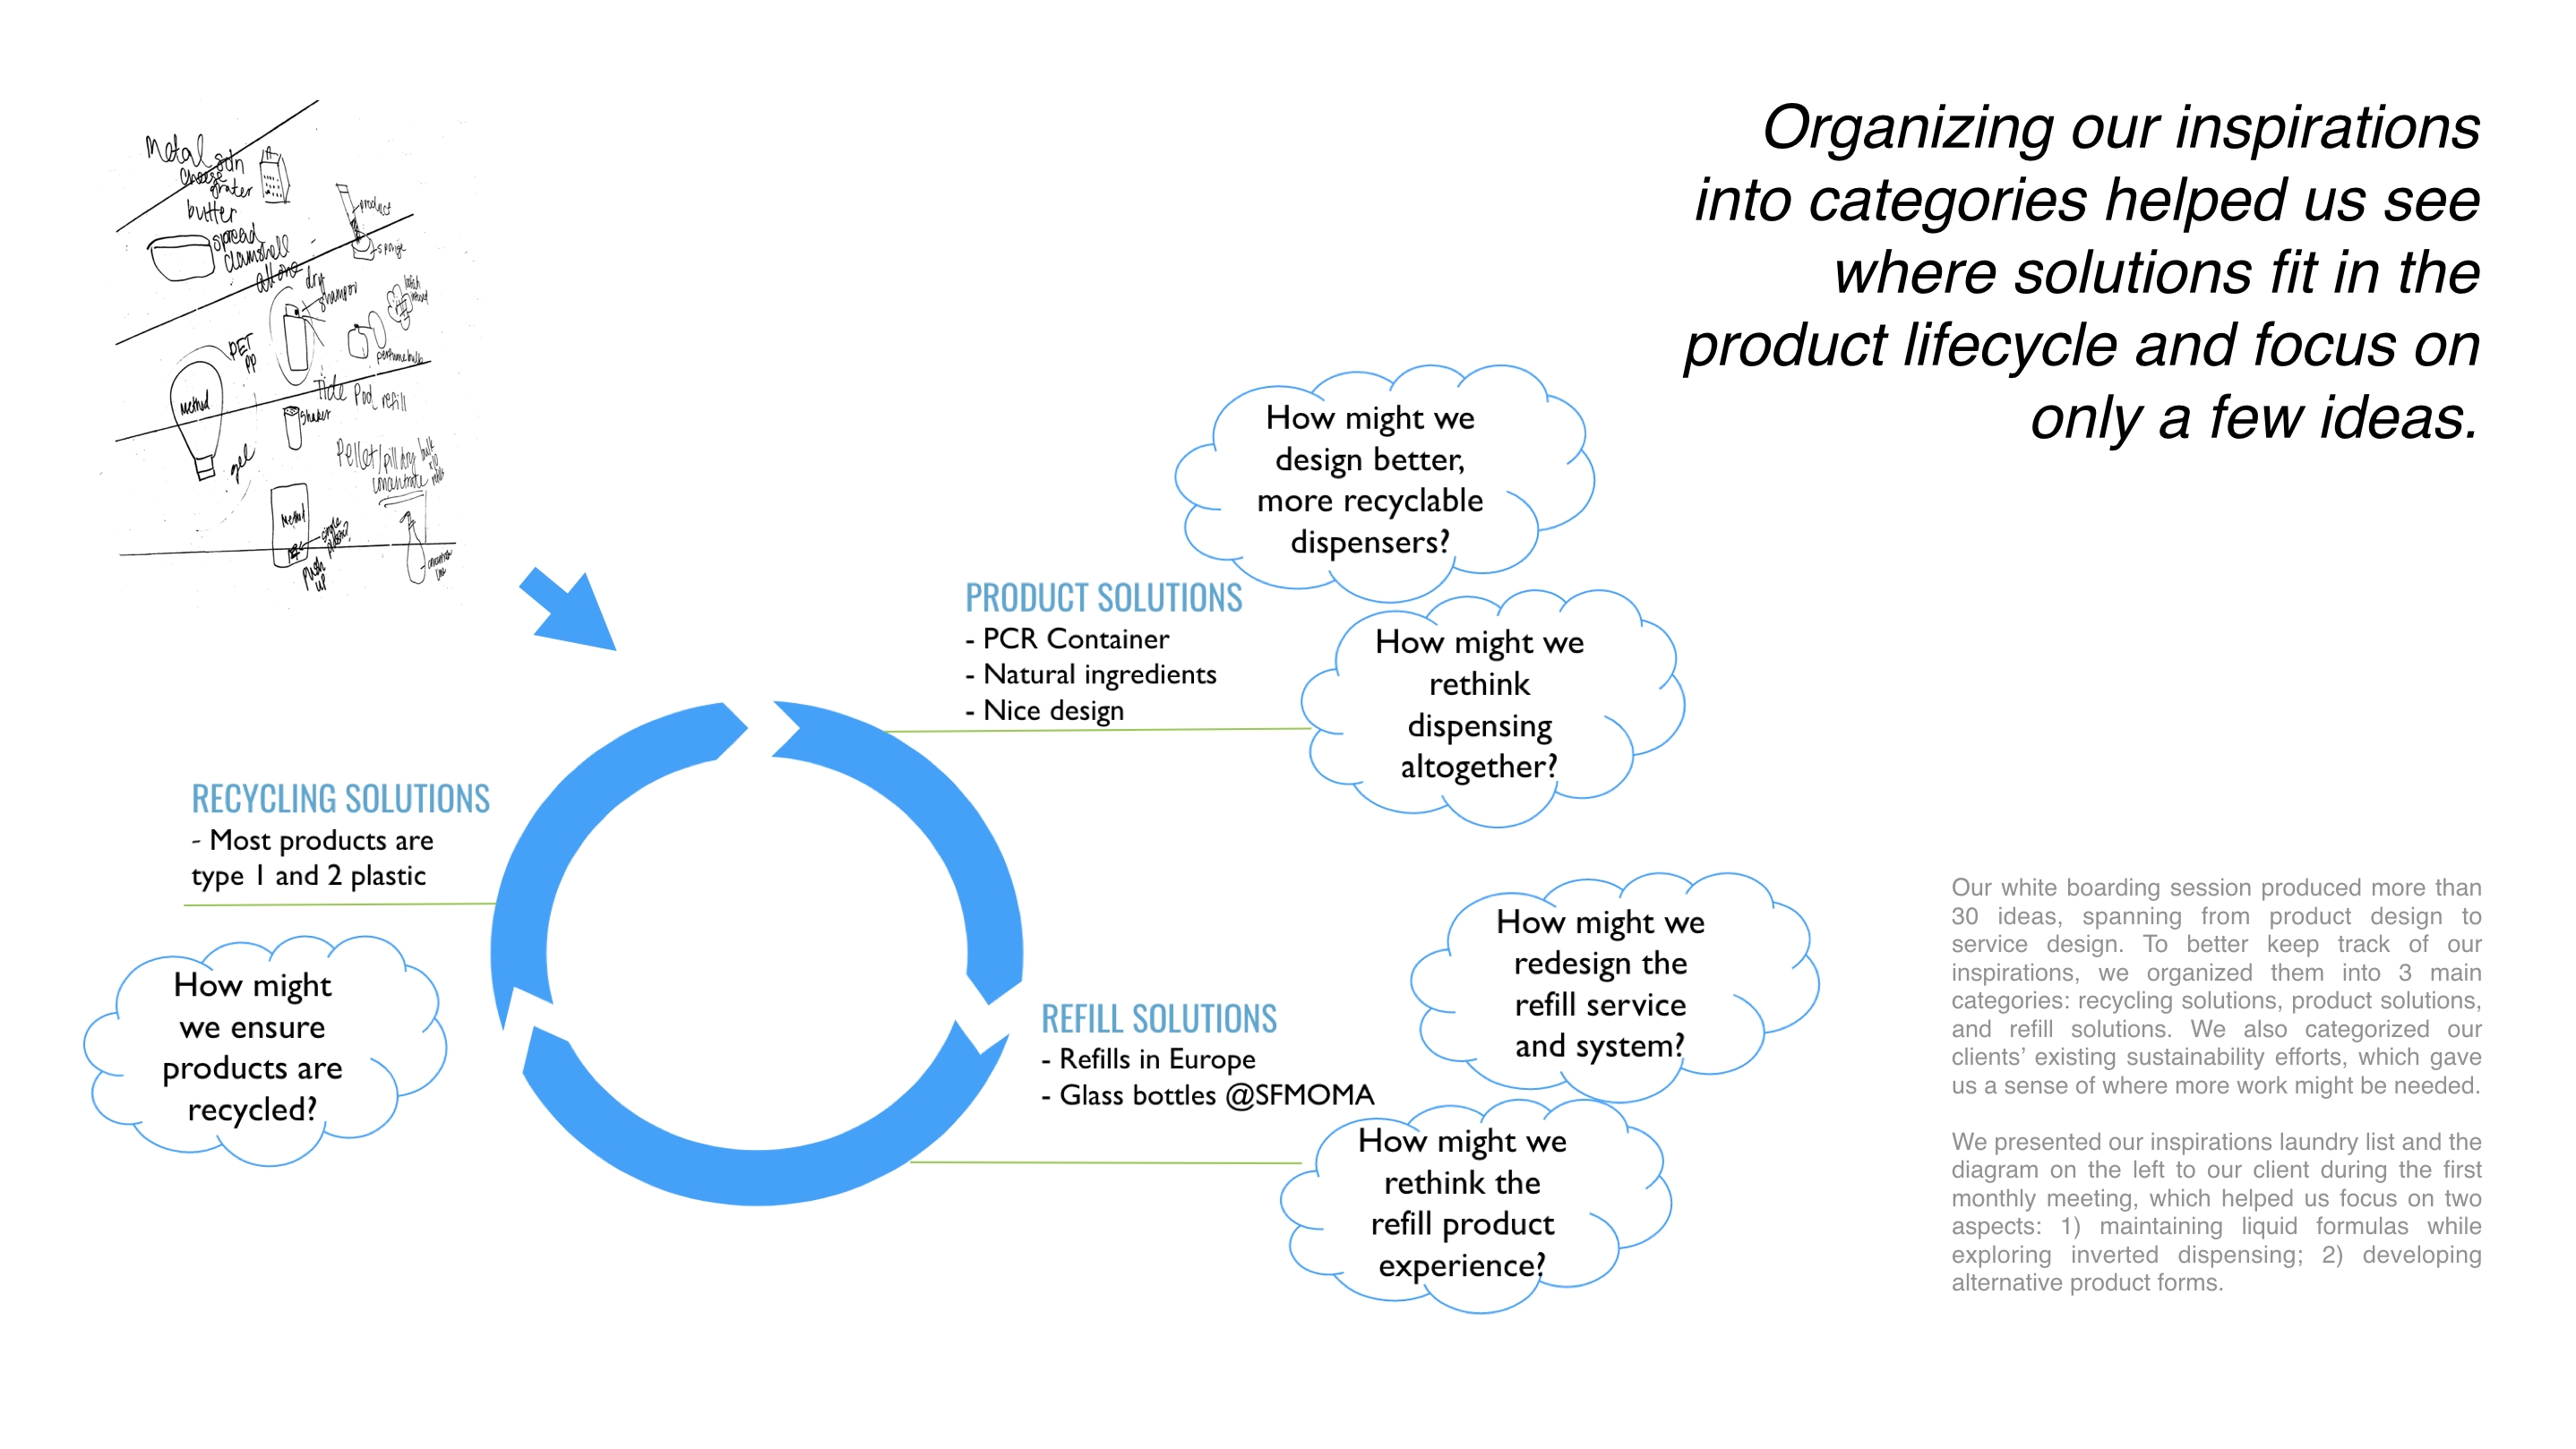 Organizing our inspirations
into categories helped us see
where solutions fit in the
product lifecycle and focus on
only a few ideas.
Metal
Cheese
grater
butter
spread
clamshell
all one
product
sponge
dry
shampoo
perfume bulb
PET
PP
method
Tide Pod refill
shaker
gel
Pellet/pill dry bulk
concentrate
method
single
push
up
How might we
design better,
more recyclable
dispensers?
PRODUCT SOLUTIONS
- PCR Container
- Natural ingredients
- Nice design
How might we
rethink
dispensing
altogether?
RECYCLING SOLUTIONS
- Most products are
type 1 and 2 plastic
How might
we ensure
products are
recycled?
REFILL SOLUTIONS
- Refills in Europe
- Glass bottles @SFMOMA
How might we
redesign the
refill service
and system?
How might we
rethink the
refill product
experience?
Our white boarding session produced more than
30 ideas, spanning from product design to
service design. To better keep track of our
inspirations, we organized them into 3 main
categories: recycling solutions, product solutions,
and refill solutions. We also categorized our
clients’ existing sustainability efforts, which gave
us a sense of where more work might be needed.
We presented our inspirations laundry list and the
diagram on the left to our client during the first
monthly meeting, which helped us focus on two
aspects: 1) maintaining liquid formulas while
exploring inverted dispensing; 2) developing
alternative product forms.